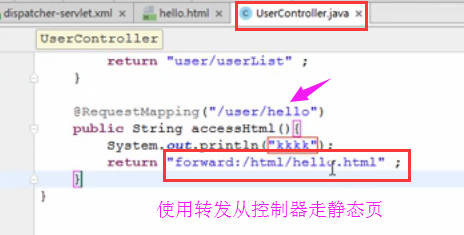 dispatcher-servlet.xml hello.html UserController.java
UserController
return "user/userList" ;
}
@RequestMapping("/user/hello")
public String accessHtml(){
System.out.println("kkkk");
return "forward:/html/hello.html" ;
}
}
使用转发从控制器走静态页